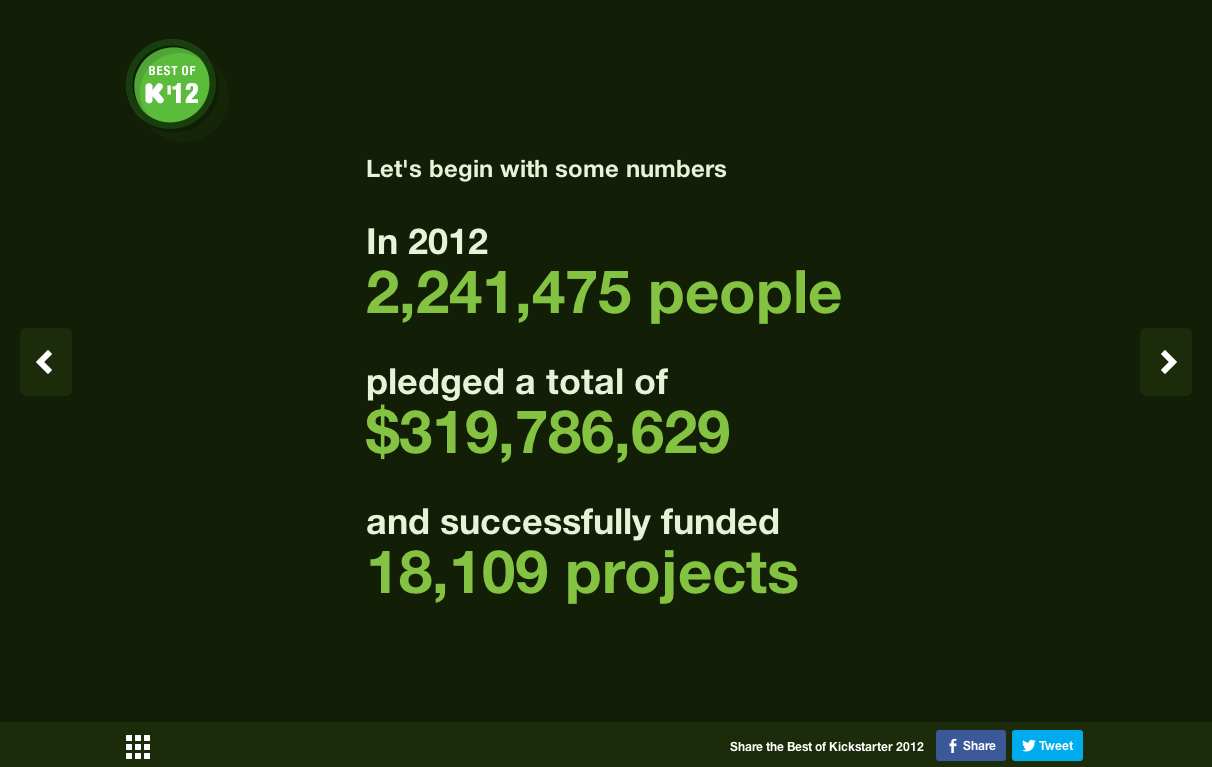 BEST OF
K'12
Let's begin with some numbers
In 2012
2,241,475 people
pledged a total of
$319,786,629
and successfully funded
18,109 projects
Share the Best of Kickstarter 2012
Share
Tweet